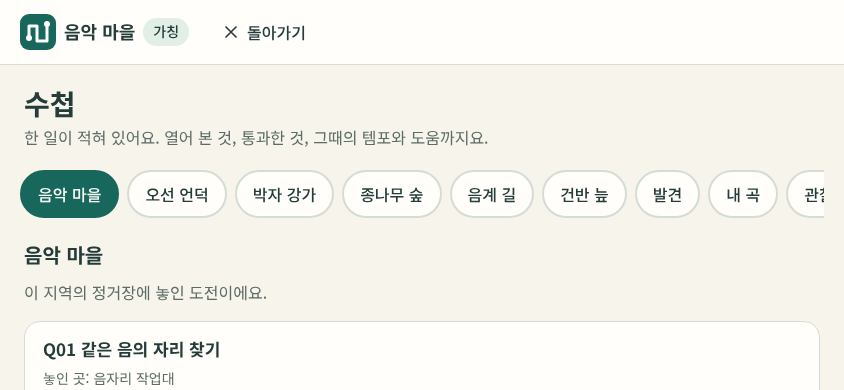 음악 마을 가칭 × 돌아가기
수첩
한 일이 적혀 있어요. 열어 본 것, 통과한 것, 그때의 템포와 도움까지요.
음악 마을 오선 언덕 박자 강가 종나무 숲 음계 길 건반 늪 발견 내 곡
음악 마을
이 지역의 정거장에 놓인 도전이에요.
Q01 같은 음의 자리 찾기
놓인 곳: 음자리 작업대